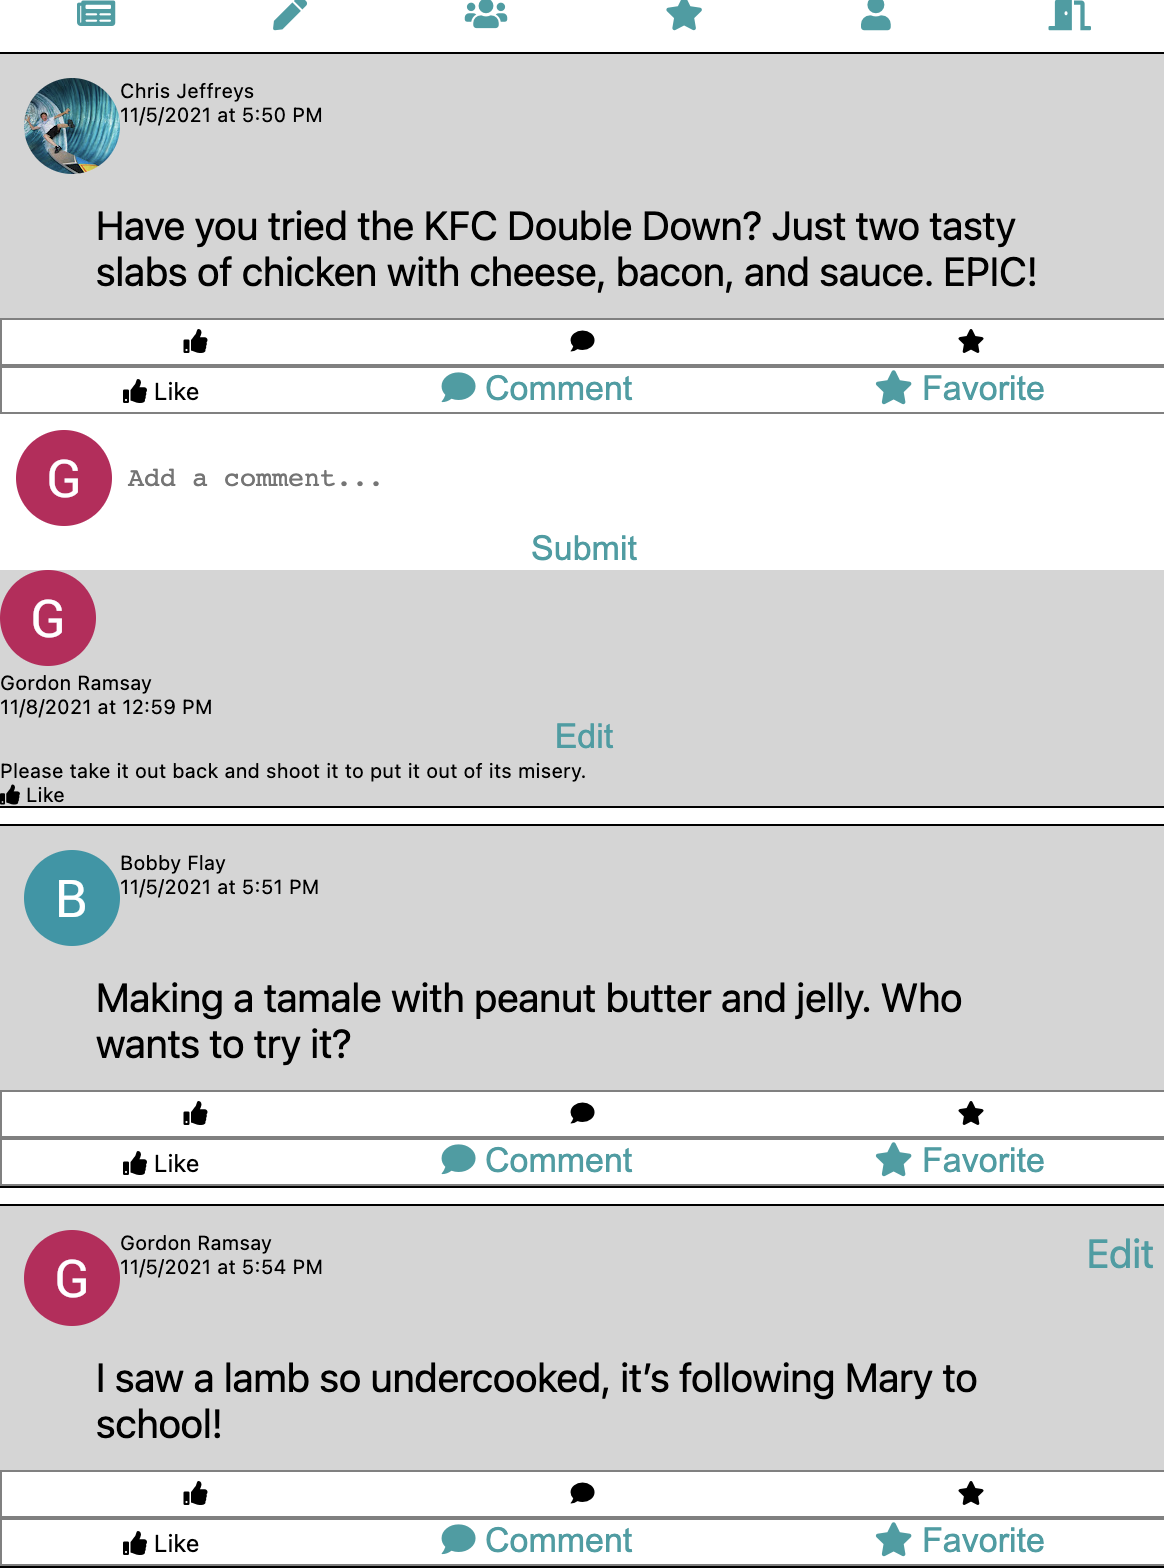 Chris Jeffreys
11/5/2021 at 5:50 PM
Have you tried the KFC Double Down? Just two tasty
slabs of chicken with cheese, bacon, and sauce. EPIC!
Like Comment Favorite
G Add a comment...
Submit
G
Gordon Ramsay
11/8/2021 at 12:59 PM
Edit
Please take it out back and shoot it to put it out of its misery.
Like
B
Bobby Flay
11/5/2021 at 5:51 PM
Making a tamale with peanut butter and jelly. Who
wants to try it?
Like Comment Favorite
G
Gordon Ramsay
11/5/2021 at 5:54 PM
Edit
I saw a lamb so undercooked, it’s following Mary to
school!
Like Comment Favorite